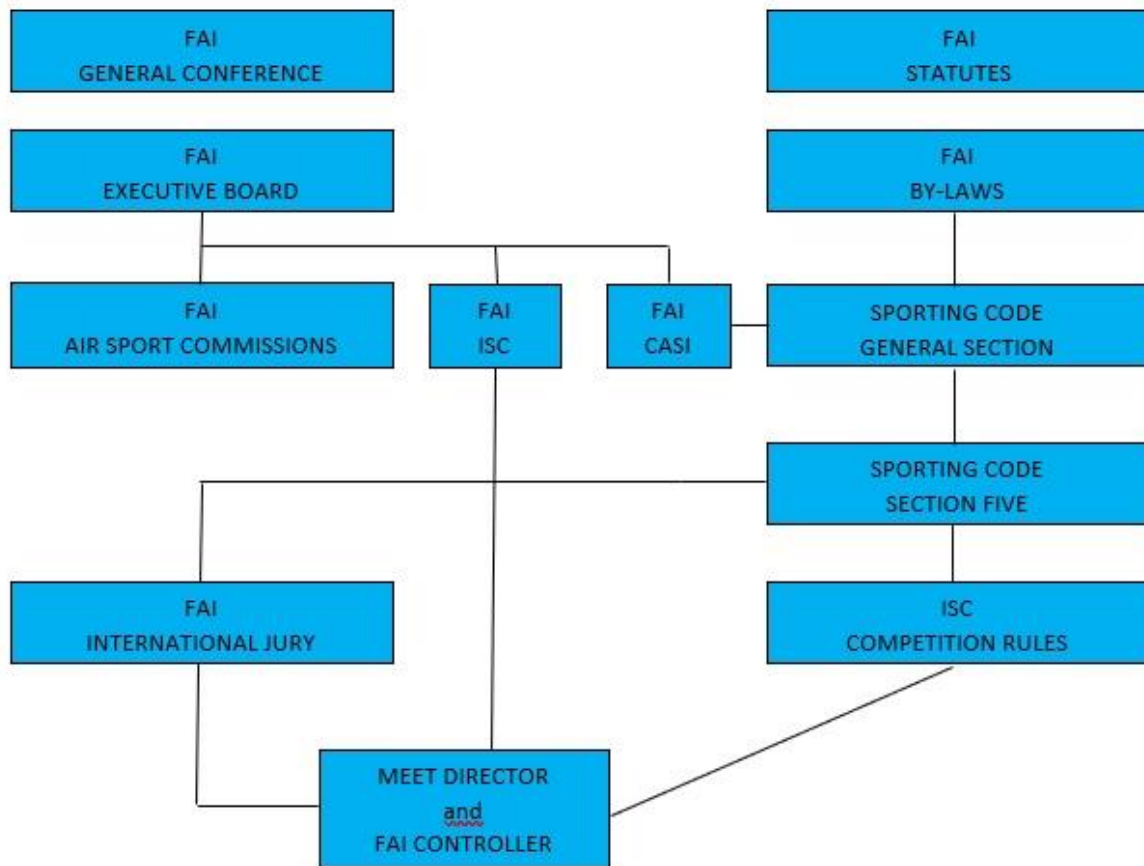 FAI
GENERAL CONFERENCE
FAI
STATUTES
FAI
EXECUTIVE BOARD
FAI
BY-LAWS
FAI
AIR SPORT COMMISSIONS
FAI
ISC
FAI
CASI
SPORTING CODE
GENERAL SECTION
SPORTING CODE
SECTION FIVE
FAI
INTERNATIONAL JURY
ISC
COMPETITION RULES
MEET DIRECTOR
and
FAI CONTROLLER